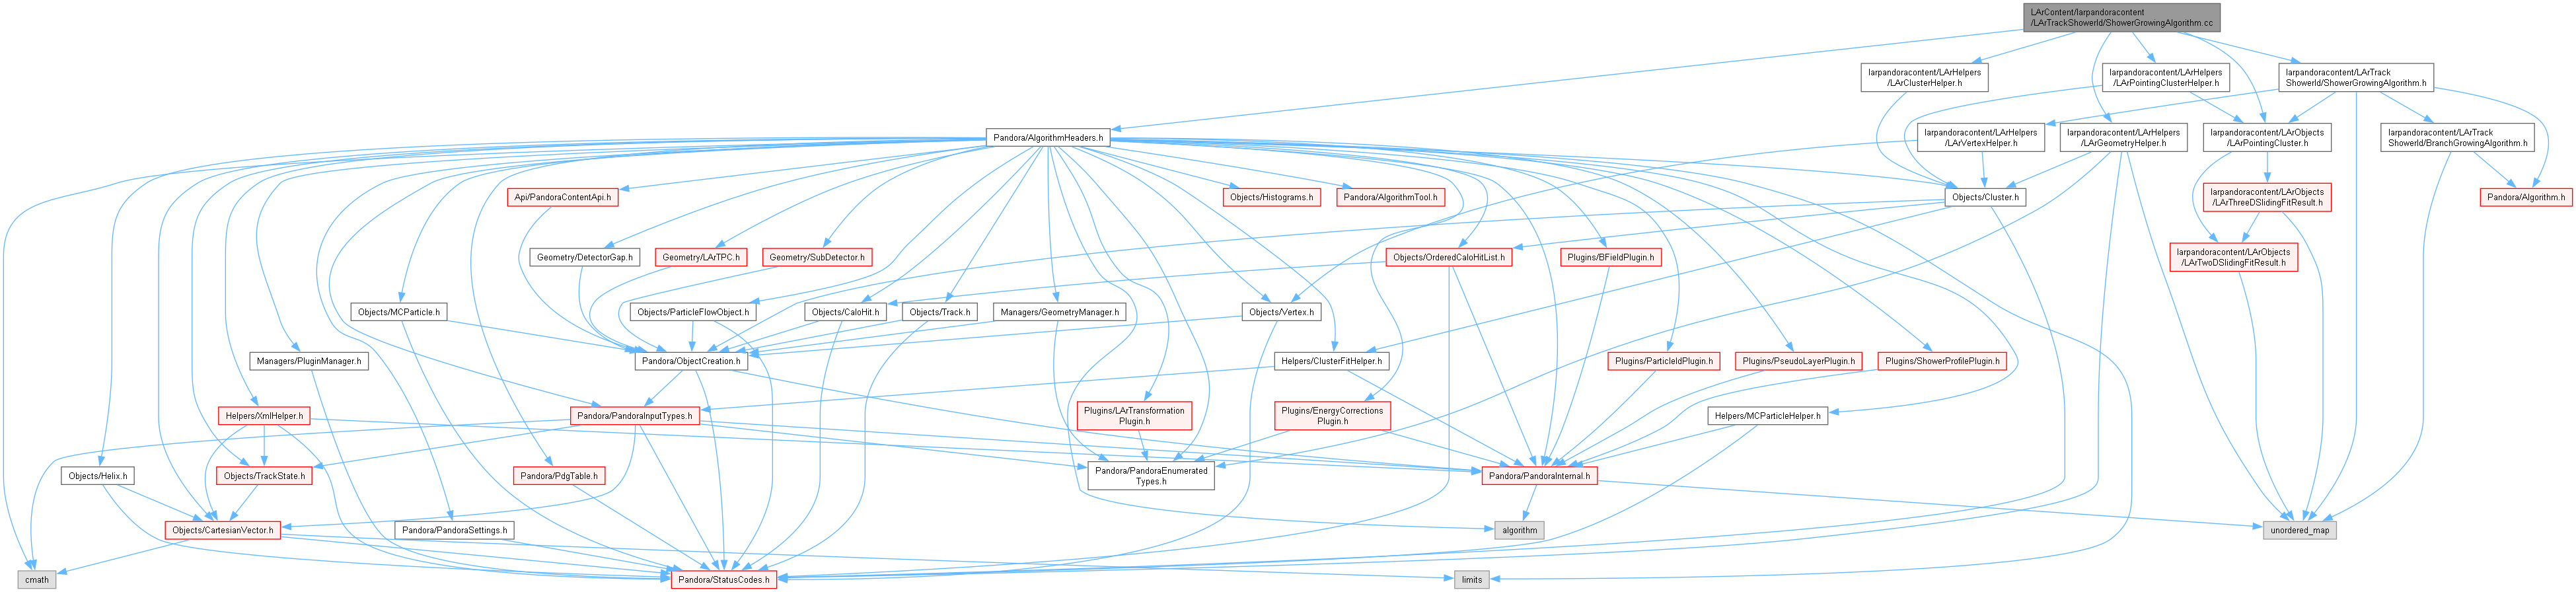 LArContent/larpandoracontent
/LArTrackShowerId/ShowerGrowingAlgorithm.cc
larpandoracontent/LArHelpers
/LArClusterHelper.h
larpandoracontent/LArHelpers
/LArPointingClusterHelper.h
larpandoracontent/LArTrack
ShowerId/ShowerGrowingAlgorithm.h
Pandora/AlgorithmHeaders.h
larpandoracontent/LArHelpers
/LArVertexHelper.h
larpandoracontent/LArHelpers
/LArGeometryHelper.h
larpandoracontent/LArObjects
/LArPointingCluster.h
larpandoracontent/LArTrack
ShowerId/BranchGrowingAlgorithm.h
Api/PandoraContentApi.h
Objects/Histograms.h
Pandora/AlgorithmTool.h
Objects/Cluster.h
larpandoracontent/LArObjects
/LArThreeDSlidingFitResult.h
Pandora/Algorithm.h
Geometry/DetectorGap.h
Geometry/LArTPC.h
Geometry/SubDetector.h
Objects/OrderedCaloHitList.h
Plugins/BFieldPlugin.h
larpandoracontent/LArObjects
/LArTwoDSlidingFitResult.h
Objects/MCParticle.h
Objects/ParticleFlowObject.h
Objects/CaloHit.h
Objects/Track.h
Managers/GeometryManager.h
Objects/Vertex.h
Managers/PluginManager.h
Pandora/ObjectCreation.h
Helpers/ClusterFitHelper.h
Plugins/ParticleIdPlugin.h
Plugins/PseudoLayerPlugin.h
Plugins/ShowerProfilePlugin.h
Helpers/XmlHelper.h
Pandora/PandoraInputTypes.h
Plugins/LArTransformation
Plugin.h
Plugins/EnergyCorrections
Plugin.h
Helpers/MCParticleHelper.h
Objects/Helix.h
Objects/TrackState.h
Pandora/PdgTable.h
Pandora/PandoraEnumerated
Types.h
Pandora/PandoraInternal.h
Objects/CartesianVector.h
Pandora/PandoraSettings.h
algorithm
unordered_map
cmath
Pandora/StatusCodes.h
limits